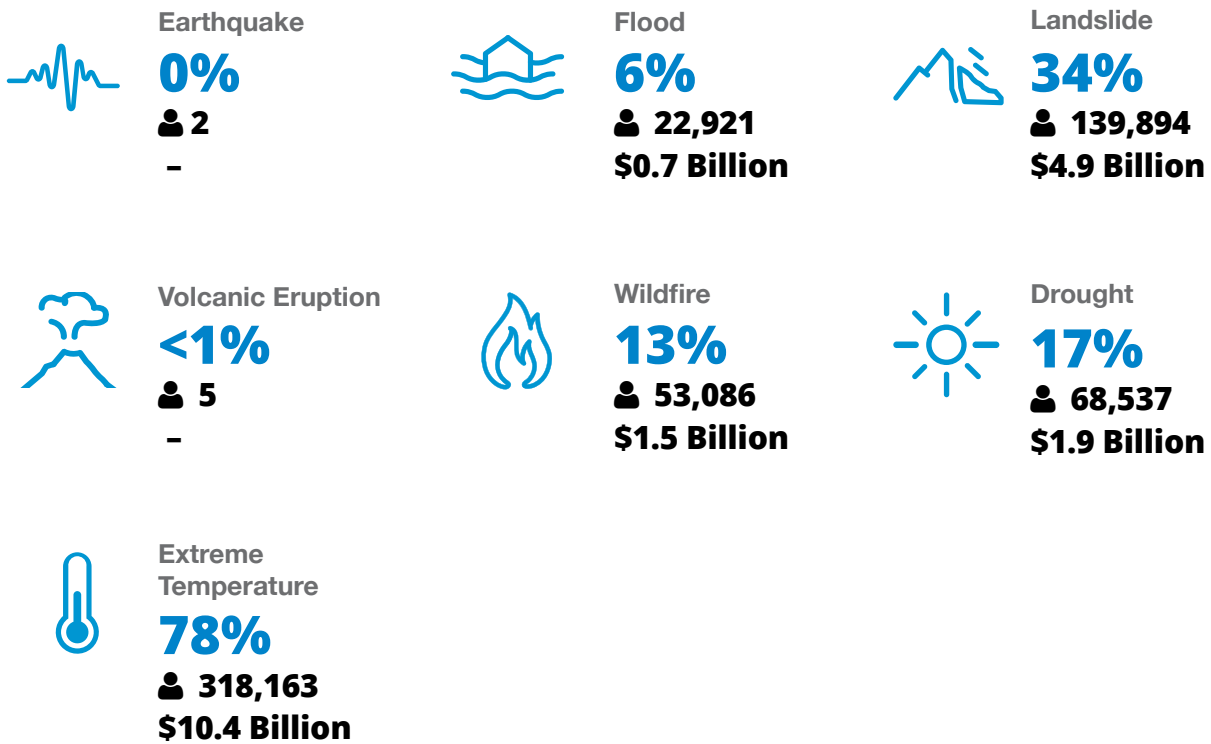 Earthquake
0%
2
–
Flood
6%
22,921
$0.7 Billion
Landslide
34%
139,894
$4.9 Billion
Volcanic Eruption
<1%
5
–
Wildfire
13%
53,086
$1.5 Billion
Drought
17%
68,537
$1.9 Billion
Extreme
Temperature
78%
318,163
$10.4 Billion